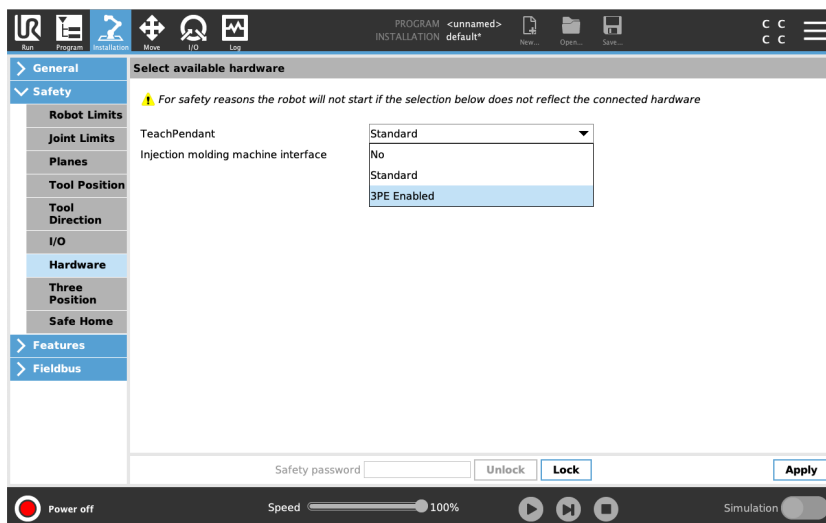 UR
PROGRAM <unnamed>
INSTALLATION default*
C C
C C
Run Program Installation Move I/O Log New... Open... Save...
General
Safety
Robot Limits
Joint Limits
Planes
Tool Position
Tool
Direction
I/O
Hardware
Three
Position
Safe Home
Features
Fieldbus
Select available hardware
For safety reasons the robot will not start if the selection below does not reflect the connected hardware
TeachPendant Standard
Injection molding machine interface
No
Standard
3PE Enabled
Safety password Unlock Lock Apply
Power off Speed 100% Simulation